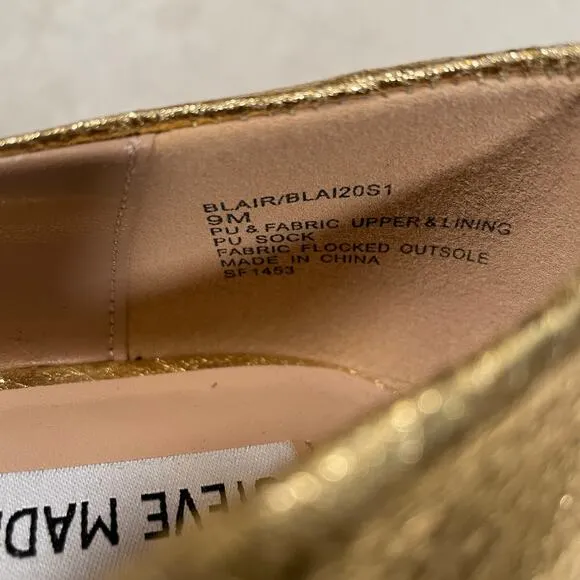 BLAIR/BLAI20S1
9M
PU & FABRIC UPPER & LINING
PU SOCK
FABRIC FLOCKED OUTSOLE
MADE IN CHINA
SF1453
STEVE MAD